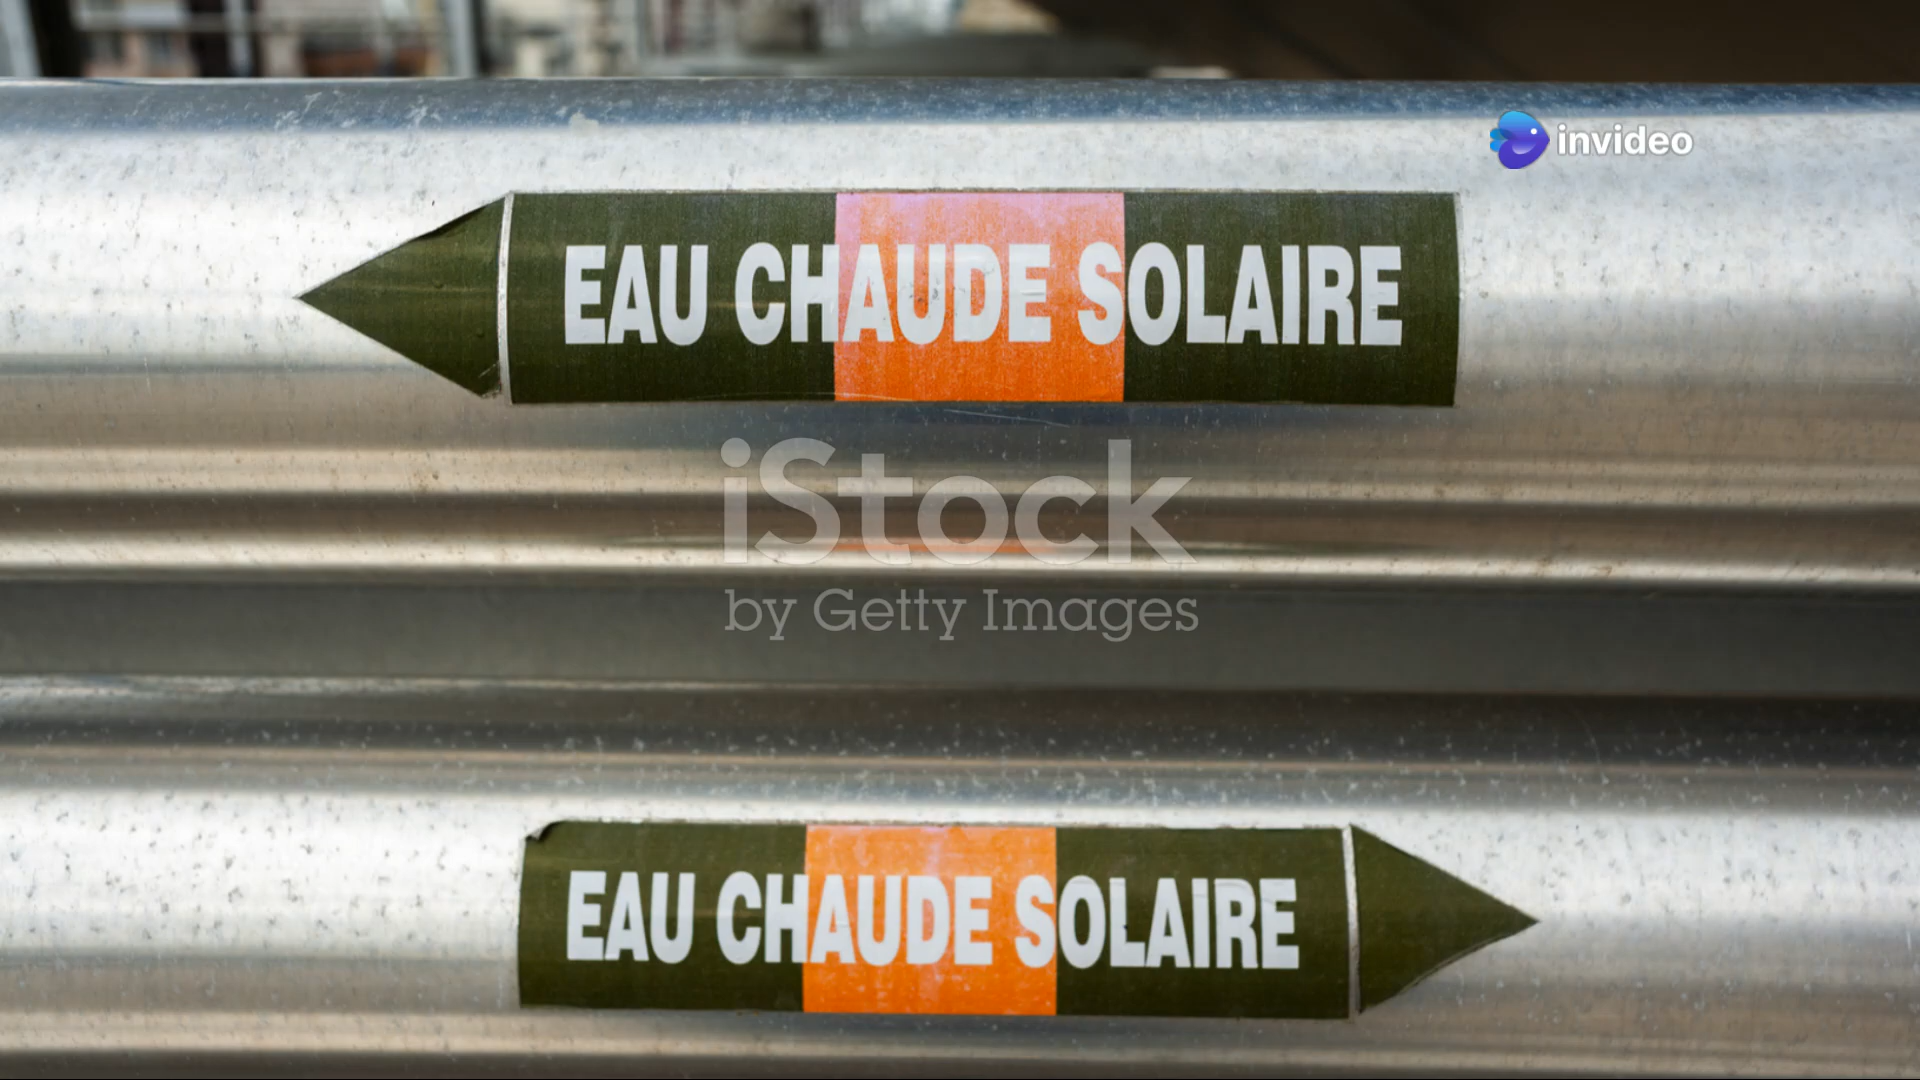 invideo
EAU CHAUDE SOLAIRE
iStock
by Getty Images
EAU CHAUDE SOLAIRE